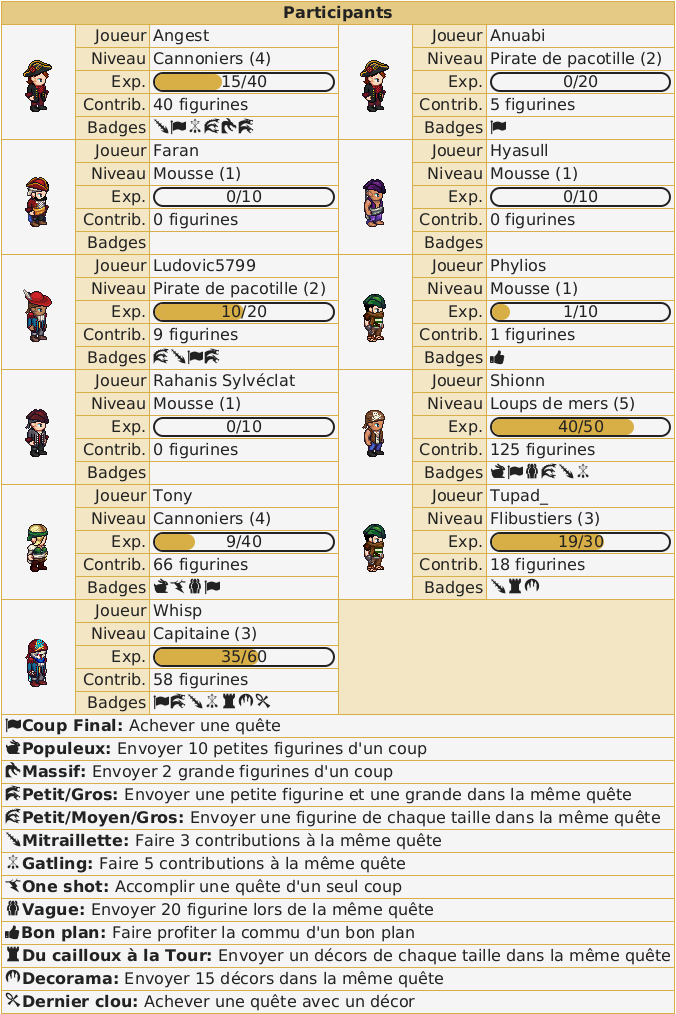 Participants
Joueur Angest
Niveau Cannoniers (4)
Exp. 15/40
Contrib. 40 figurines
Badges
Joueur Anuabi
Niveau Pirate de pacotille (2)
Exp. 0/20
Contrib. 5 figurines
Badges
Joueur Faran
Niveau Mousse (1)
Exp. 0/10
Contrib. 0 figurines
Badges
Joueur Hyasull
Niveau Mousse (1)
Exp. 0/10
Contrib. 0 figurines
Badges
Joueur Ludovic5799
Niveau Pirate de pacotille (2)
Exp. 10/20
Contrib. 9 figurines
Badges
Joueur Phylios
Niveau Mousse (1)
Exp. 1/10
Contrib. 1 figurines
Badges
Joueur Rahanis Sylvéclat
Niveau Mousse (1)
Exp. 0/10
Contrib. 0 figurines
Badges
Joueur Shionn
Niveau Loups de mers (5)
Exp. 40/50
Contrib. 125 figurines
Badges
Joueur Tony
Niveau Cannoniers (4)
Exp. 9/40
Contrib. 66 figurines
Badges
Joueur Tupad_
Niveau Flibustiers (3)
Exp. 19/30
Contrib. 18 figurines
Badges
Joueur Whisp
Niveau Capitaine (3)
Exp. 35/60
Contrib. 58 figurines
Badges
Coup Final: Achever une quête
Populeux: Envoyer 10 petites figurines d'un coup
Massif: Envoyer 2 grande figurines d'un coup
Petit/Gros: Envoyer une petite figurine et une grande dans la même quête
Petit/Moyen/Gros: Envoyer une figurine de chaque taille dans la même quête
Mitraillette: Faire 3 contributions à la même quête
Gatling: Faire 5 contributions à la même quête
One shot: Accomplir une quête d'un seul coup
Vague: Envoyer 20 figurine lors de la même quête
Bon plan: Faire profiter la commu d'un bon plan
Du cailloux à la Tour: Envoyer un décors de chaque taille dans la même quête
Decorama: Envoyer 15 décors dans la même quête
Dernier clou: Achever une quête avec un décor